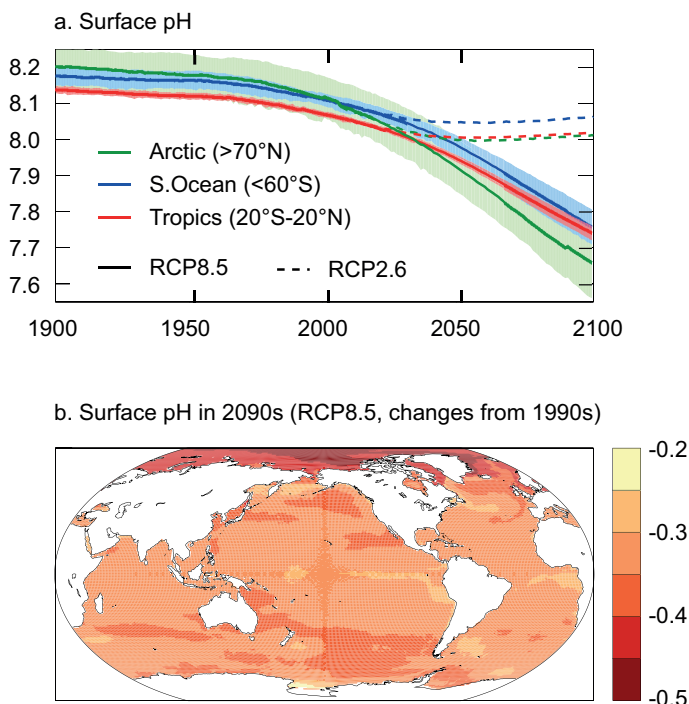 a. Surface pH
8.2
8.1
8.0
7.9
7.8
7.7
7.6
Arctic (>70°N)
S.Ocean (<60°S)
Tropics (20°S-20°N)
RCP8.5 RCP2.6
1900 1950 2000 2050 2100
b. Surface pH in 2090s (RCP8.5, changes from 1990s)
-0.2
-0.3
-0.4
-0.5